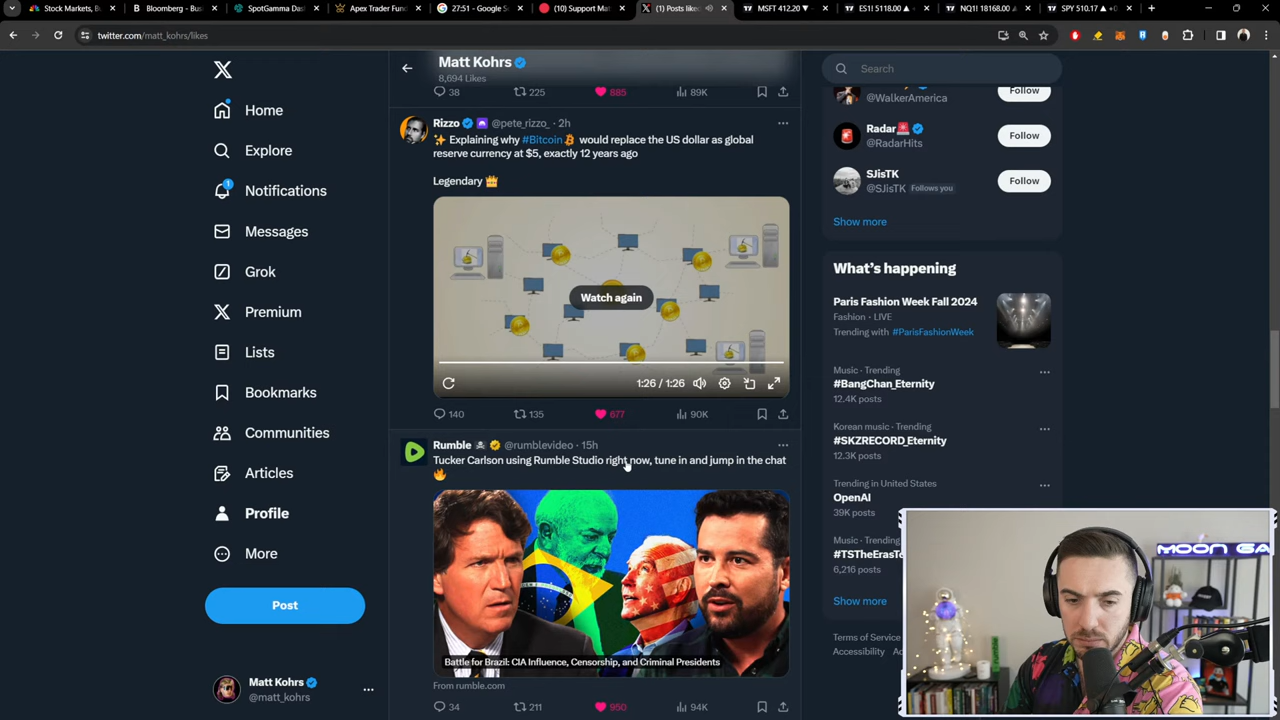 Stock Markets, B
Bloomberg - Bus
SpotGamma Dash
Apex Trader Fund
27:51 - Google S
(10) Support Mat
(1) Posts liked
MSFT 412.20
ES1! 5118.00
NQ1! 18168.00
SPY 510.17
twitter.com/matt_kohrs/likes
Home
Explore
Notifications
1
Messages
Grok
Premium
Lists
Bookmarks
Communities
Articles
Profile
More
Post
Matt Kohrs
@matt_kohrs
Matt Kohrs
8,694 Likes
38 225 885 89K
Rizzo @pete_rizzo_ · 2h
Explaining why #Bitcoin would replace the US dollar as global
reserve currency at $5, exactly 12 years ago
Legendary
Watch again
1:26 / 1:26
140 135 677 90K
Rumble @rumblevideo · 15h
Tucker Carlson using Rumble Studio right now, tune in and jump in the chat
Battle for Brazil: CIA Influence, Censorship, and Criminal Presidents
From rumble.com
34 211 950 94K
Search
@WalkerAmerica
Follow
Radar
@RadarHits
Follow
SJisTK
@SJisTK Follows you
Follow
Show more
What's happening
Paris Fashion Week Fall 2024
Fashion · LIVE
Trending with #ParisFashionWeek
Music · Trending
#BangChan_Eternity
12.4K posts
Korean music · Trending
#SKZRECORD_Eternity
12.3K posts
Trending in United States
OpenAI
39K posts
Music · Trending
#TSTheErasTo
6,216 posts
Show more
Terms of Service
Accessibility
MOON GA